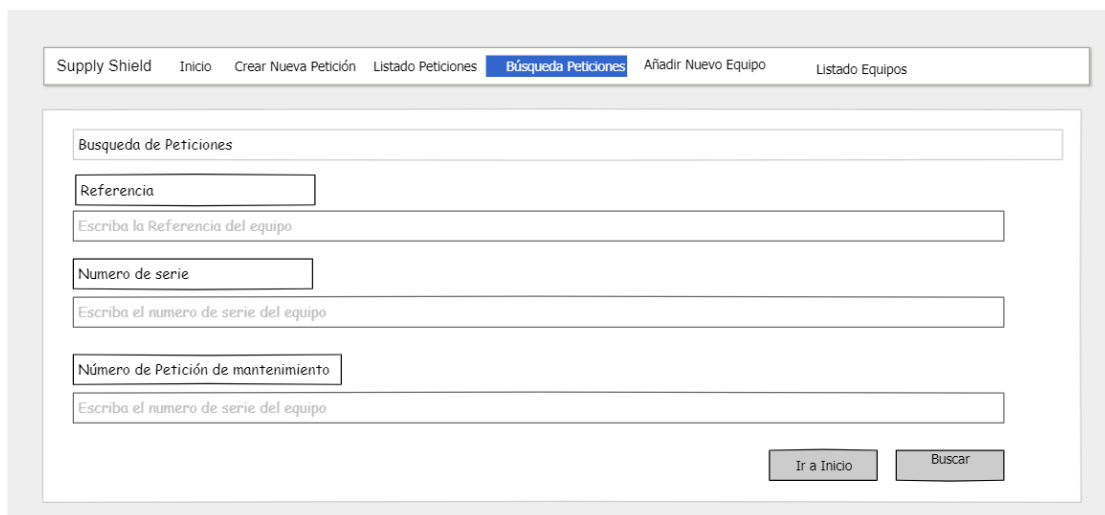 Supply Shield Inicio Crear Nueva Petición Listado Peticiones Búsqueda Peticiones Añadir Nuevo Equipo Listado Equipos
Busqueda de Peticiones
Referencia
Escriba la Referencia del equipo
Numero de serie
Escriba el numero de serie del equipo
Número de Petición de mantenimiento
Escriba el numero de serie del equipo
Ir a Inicio Buscar